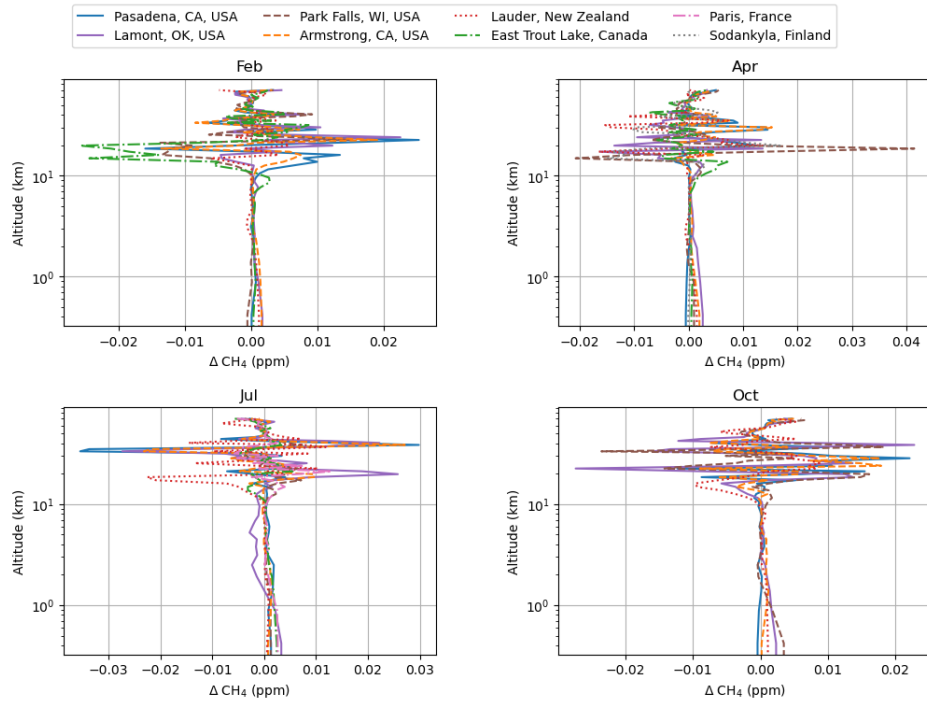 Pasadena, CA, USA
Lamont, OK, USA
Park Falls, WI, USA
Armstrong, CA, USA
Lauder, New Zealand
East Trout Lake, Canada
Paris, France
Sodankyla, Finland
Feb
Altitude (km)
10¹
10⁰
−0.02 −0.01 0.00 0.01 0.02
Δ CH₄ (ppm)
Apr
Altitude (km)
10¹
10⁰
−0.02 −0.01 0.00 0.01 0.02 0.03 0.04
Δ CH₄ (ppm)
Jul
Altitude (km)
10¹
10⁰
−0.03 −0.02 −0.01 0.00 0.01 0.02 0.03
Δ CH₄ (ppm)
Oct
Altitude (km)
10¹
10⁰
−0.02 −0.01 0.00 0.01 0.02
Δ CH₄ (ppm)